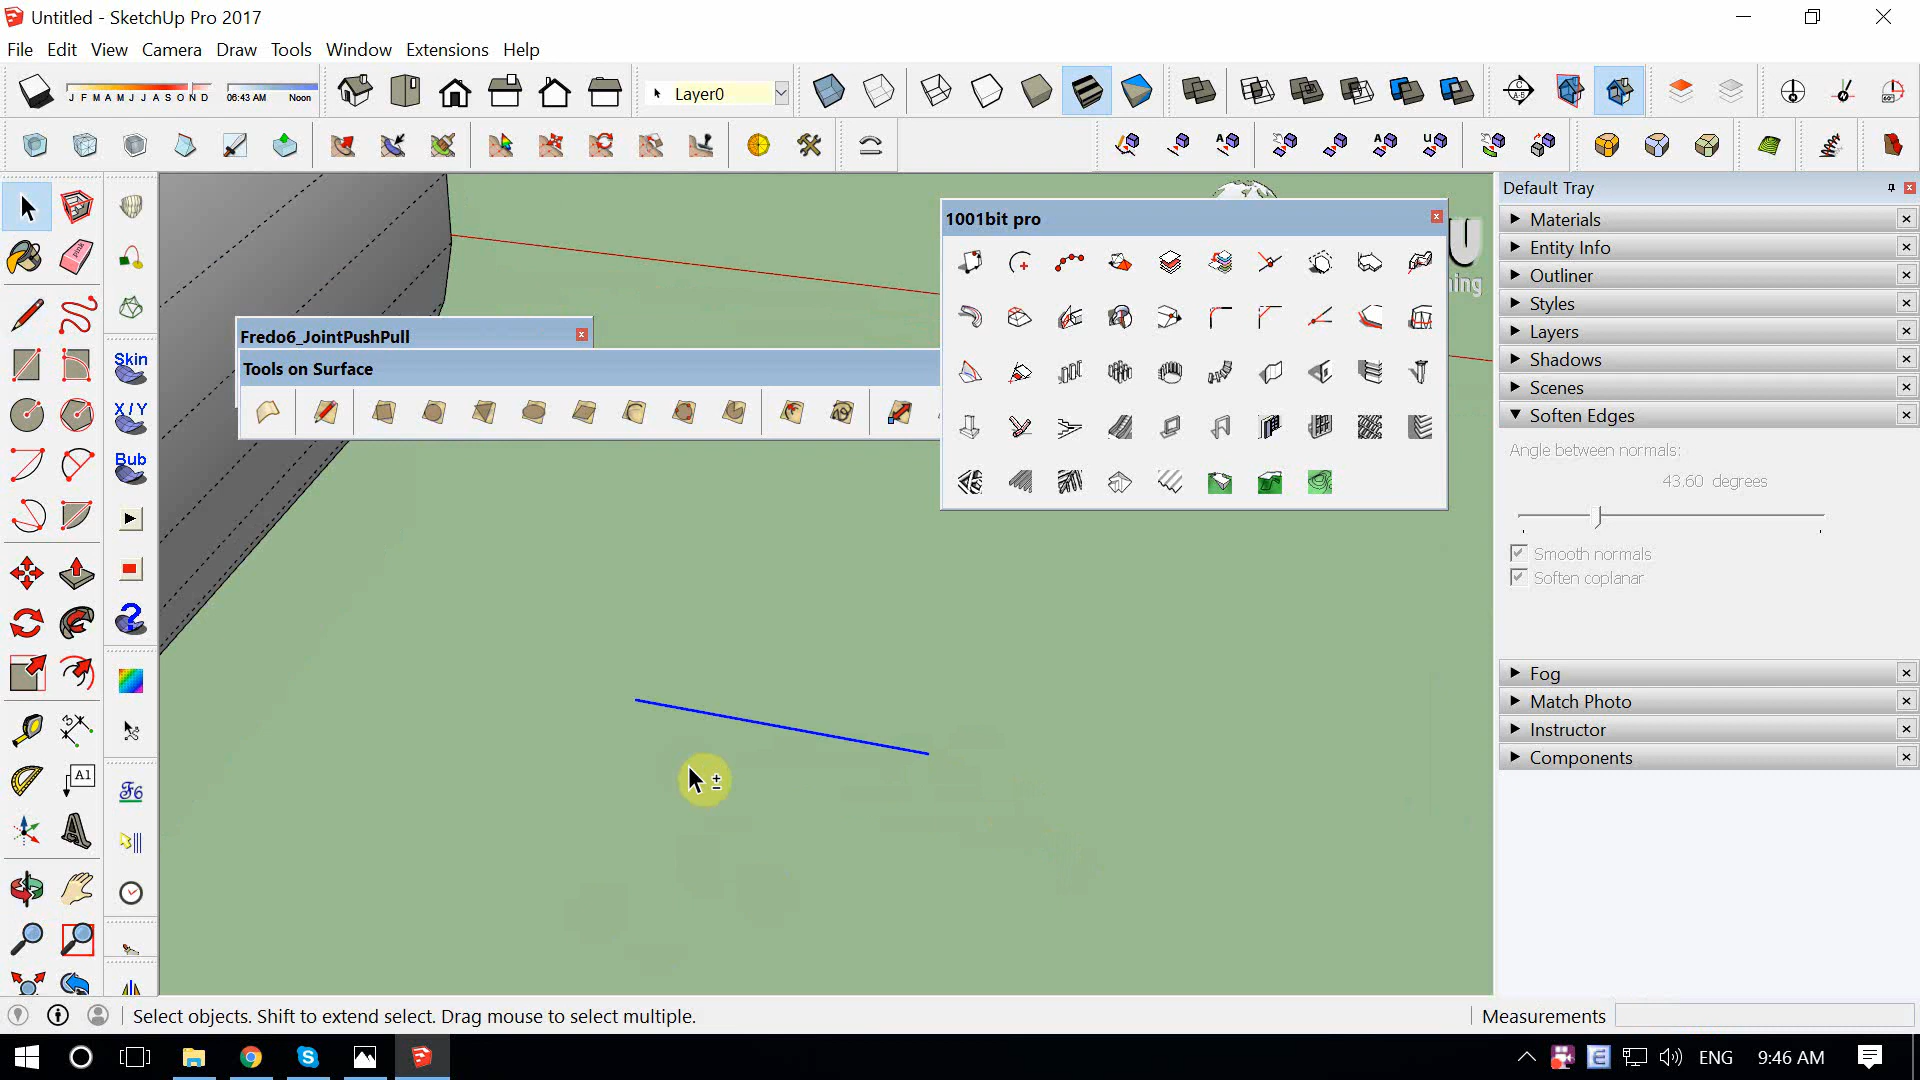 Untitled - SketchUp Pro 2017
File Edit View Camera Draw Tools Window Extensions Help
J F M A M J J A S O N D
06:43 AM Noon
Layer0
Default Tray
Materials
Entity Info
Outliner
Styles
Layers
Shadows
Scenes
Soften Edges
Angle between normals:
43.60 degrees
Smooth normals
Soften coplanar
Fog
Match Photo
Instructor
Components
1001bit pro
U
ing
Fredo6_JointPushPull
Tools on Surface
Skin
X/Y
Bub
A1
F6
Select objects. Shift to extend select. Drag mouse to select multiple.
Measurements
ENG
9:46 AM